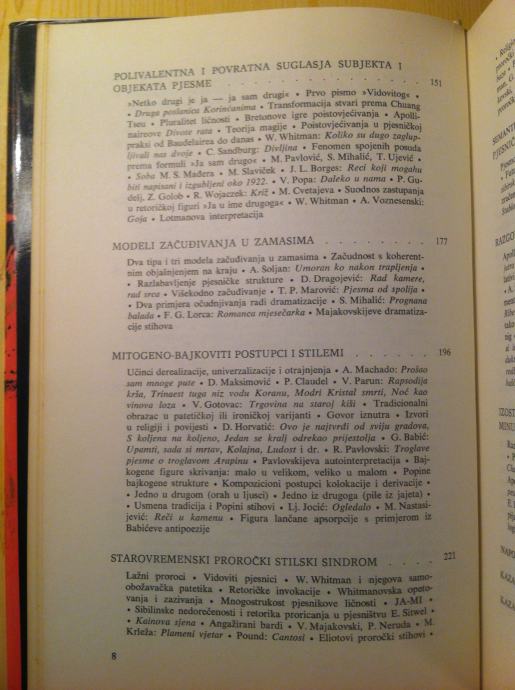 POLIVALENTNA I POVRATNA SUGLASJA SUBJEKTA I
OBJEKATA PJESME . . . . . . . . . . . . . 151
»Netko drugi je ja — ja sam drugi« • Prvo pismo »Vidovitog« •
• Druga poslanica Korinćanima • Transformacija stvari prema Chuang
Tseu • Pluralitet ličnosti • Bretonove igre poistovjećivanja • Apolli-
naireove Divote rata • Teorija magije • Poistovjećivanja u pjesničkoj
praksi od Baudelairea do danas • W. Whitman: Koliko su dugo zaglup-
ljivali nas dvoje • C. Sandburg: Divljina • Fenomen spojenih posuda
prema formuli »Ja sam drugo« • M. Pavlović, S. Mihalić, T. Ujević •
• Soba M. S. Mađera • M. Slaviček • J. L. Borges: Reci koji mogahu
biti napisani i izgubljeni oko 1922. • V. Popa: Daleko u nama • P. Gu-
delj, Z. Golob • R. Wojaczek: Križ • M. Cvetajeva • Suodnos zastupanja
u retoričkoj figuri »Ja u ime drugoga« • W. Whitman • A. Voznesenski:
Goja • Lotmanova interpretacija
MODELI ZAČUĐIVANJA U ZAMASIMA . . . . . . . . 177
Dva tipa i tri modela začuđivanja u zamasima • Začudnost s koherent-
nim objašnjenjem na kraju • A. Šoljan: Umoran ko nakon trapljenja •
• Razlabavljenje pjesničke strukture • D. Dragojević: Rad kamere,
rad srca • Višekodno začuđivanje • T. P. Marović: Pjesma od spolija •
• Dva primjera očudnjivanja radi dramatizacije • S. Mihalić: Prognana
balada • F. G. Lorca: Romanca mjesečarka • Majakovskijeve dramatiza-
cije stihova
MITOGENO-BAJKOVITI POSTUPCI I STILEMI . . . . . . 196
Učinci derealizacije, univerzalizacije i otrajnjenja • A. Machado: Prošao
sam mnoge pute • D. Maksimović • P. Claudel • V. Parun: Rapsodija
krša, Trinaest tuga niz vodu Koranu, Modri Kristal smrti, Noć kao
vinova loza • V. Gotovac: Trgovina na staroj kiši • Tradicionalni
obrazac u patetičkoj ili ironičkoj varijanti • Govor iznutra • Izvori
u religiji i povijesti • D. Horvatić: Ovo je najtvrđi od sviju gradova,
S koljena na koljeno, Jedan se kralj odrekao prijestolja • G. Babić:
Upamti, sada si mrtav, Kolajna, Ludost i dr. • R. Pavlovski: Troglave
pjesme o troglavom Arapinu • Pavlovskijeva autointerpretacija • Baj-
kogene figure skrivanja: malo u velikom, veliko u malom • Popine
bajkogene strukture • Kompozicioni postupci kolokacije i derivacije •
• Jedno u drugom (orah u ljusci) • Jedno iz drugoga (pile iz jajeta) •
• Usmena tradicija i Popini stihovi • Lj. Jocić: Ogledalo • M. Nastasi-
jević: Reči u kamenu • Figura lančane apsorpcije s primjerom iz
Babićeve antipoezije
STAROVREMENSKI PROROČKI STILSKI SINDROM . . . . 221
Lažni proroci • Vidoviti pjesnici • W. Whitman i njegova samo-
obožavačka patetika • Retoričke invokacije • Whitmanovska opeto-
vanja i zazivanja • Mnogostrukost pjesnikove ličnosti • JA-MI •
• Sibilinske nedorečenosti i retorika proricanja u pjesništvu E. Sitwel •
• Kainova sjena • Angažirani bardi • V. Majakovski, P. Neruda • M.
Krleža: Plameni vjetar • Pound: Cantosi • Eliotovi proročki stihovi •
8